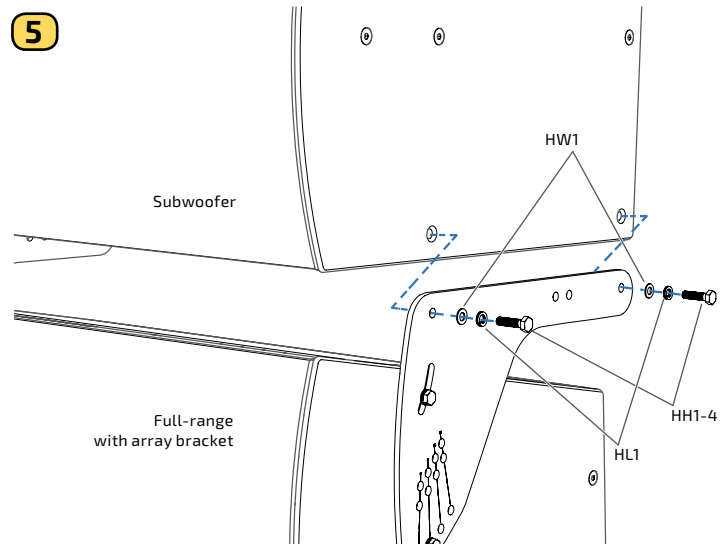 5
HW1
Subwoofer
Full-range
with array bracket
HH1-4
HL1